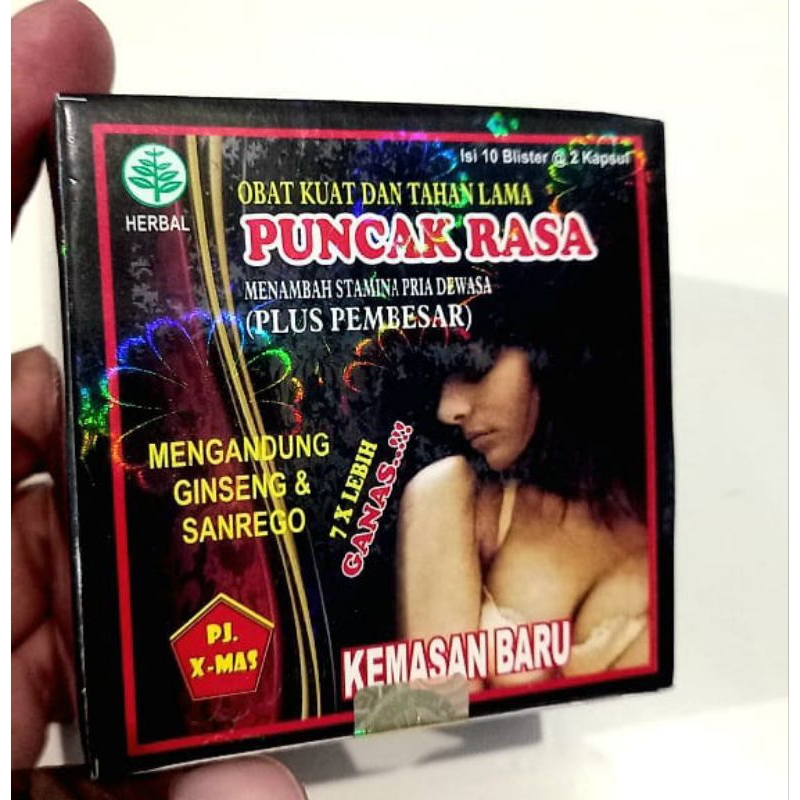 Isi 10 Blister @ 2 Kapsul
HERBAL
OBAT KUAT DAN TAHAN LAMA
PUNCAK RASA
MENAMBAH STAMINA PRIA DEWASA
(PLUS PEMBESAR)
MENGANDUNG
GINSENG &
SANREGO
7 X LEBIH
GANAS..!!!
PJ.
X-MAS
KEMASAN BARU